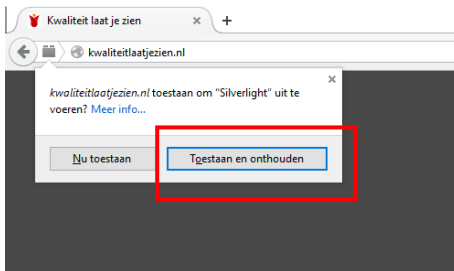 Kwaliteit laat je zien
kwaliteitlaatjezien.nl
kwaliteitlaatjezien.nl toestaan om "Silverlight" uit te
voeren? Meer info...
Nu toestaan
Toestaan en onthouden